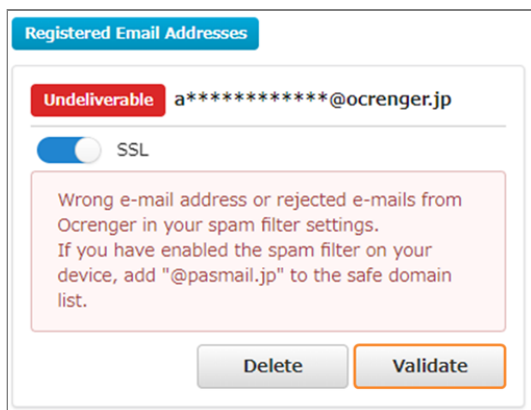 Registered Email Addresses
Undeliverable a************@ocrenger.jp
SSL
Wrong e-mail address or rejected e-mails from
Ocrenger in your spam filter settings.
If you have enabled the spam filter on your
device, add "@pasmail.jp" to the safe domain
list.
Delete Validate